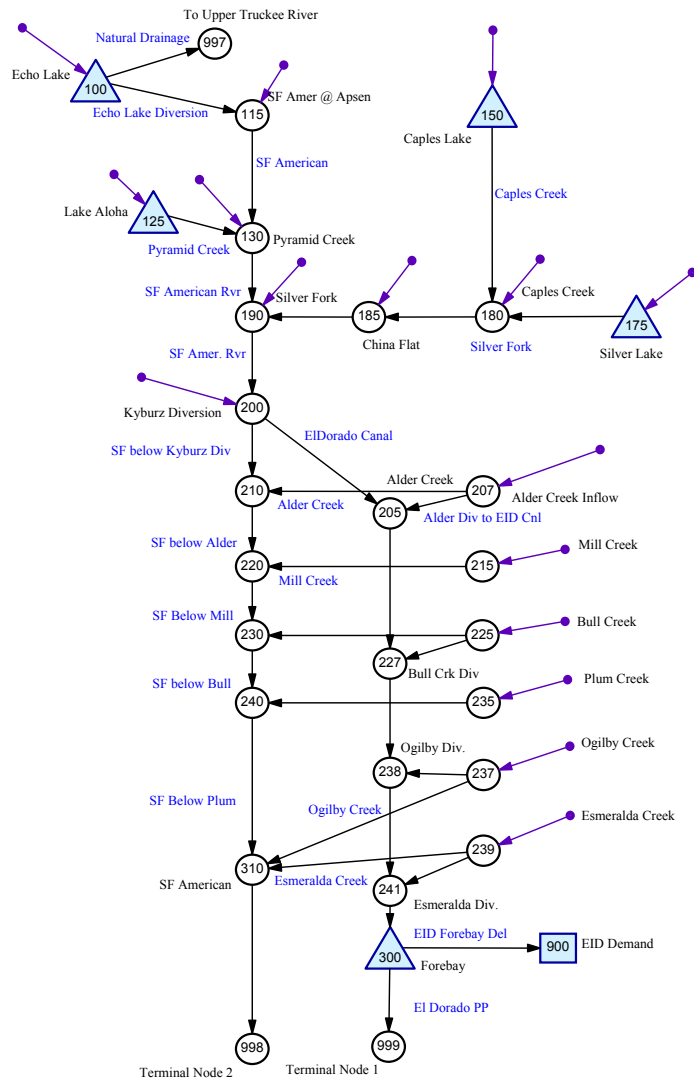 To Upper Truckee River
Natural Drainage
997
Echo Lake
100
Echo Lake Diversion
SF Amer @ Apsen
115
150
Caples Lake
SF American
Caples Creek
Lake Aloha
125
Pyramid Creek
130
Pyramid Creek
SF American Rvr
Silver Fork
Caples Creek
190
185
180
175
China Flat
Silver Fork
Silver Lake
SF Amer. Rvr
200
Kyburz Diversion
ElDorado Canal
SF below Kyburz Div
Alder Creek
210
207
Alder Creek
205
Alder Div to EID Cnl
Alder Creek Inflow
SF below Alder
Mill Creek
220
215
Mill Creek
SF Below Mill
Bull Creek
230
225
227
Bull Crk Div
SF below Bull
Plum Creek
240
235
Ogilby Div.
Ogilby Creek
238
237
SF Below Plum
Ogilby Creek
Esmeralda Creek
239
310
SF American
Esmeralda Creek
241
Esmeralda Div.
EID Forebay Del
900
EID Demand
300
Forebay
El Dorado PP
998
999
Terminal Node 2
Terminal Node 1